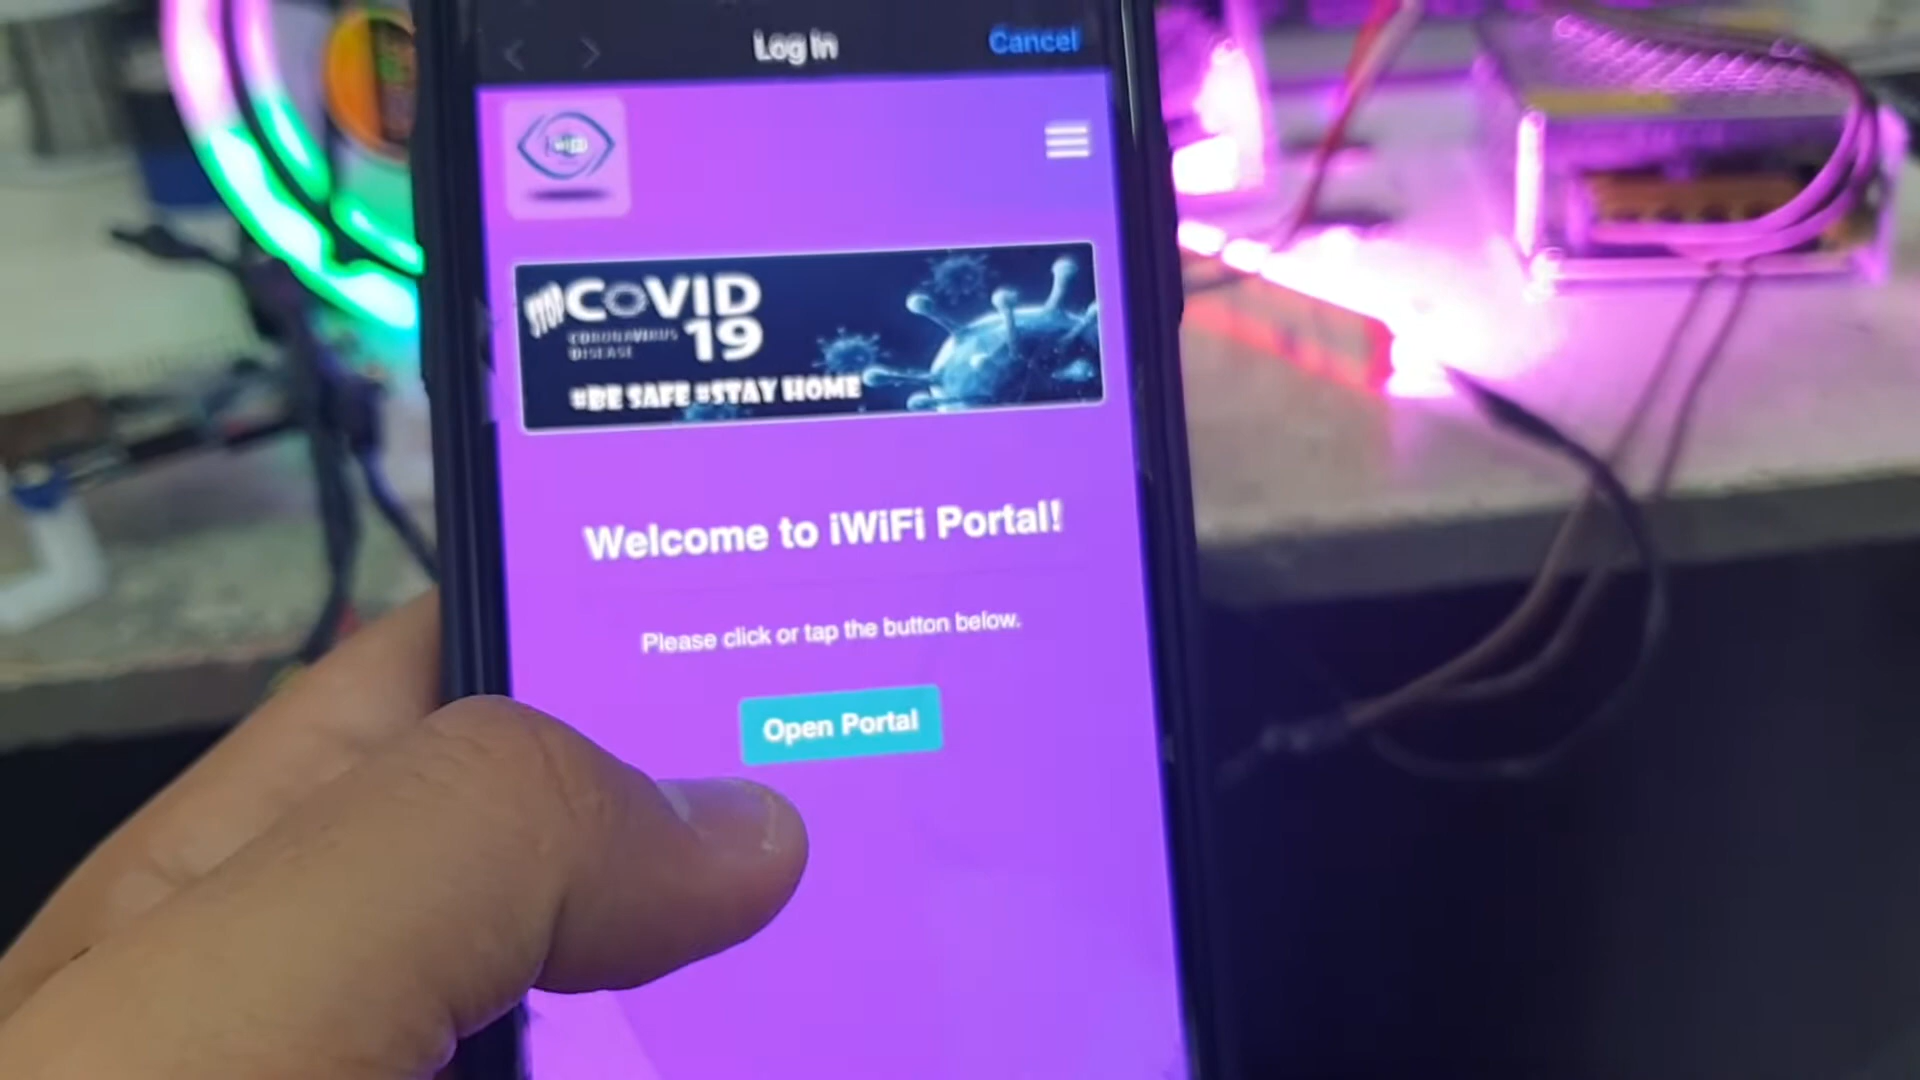 Log In
Cancel
iWiFi
STOP COVID
CORONAVIRUS 19
DISEASE
#BE SAFE #STAY HOME
Welcome to iWiFi Portal!
Please click or tap the button below.
Open Portal